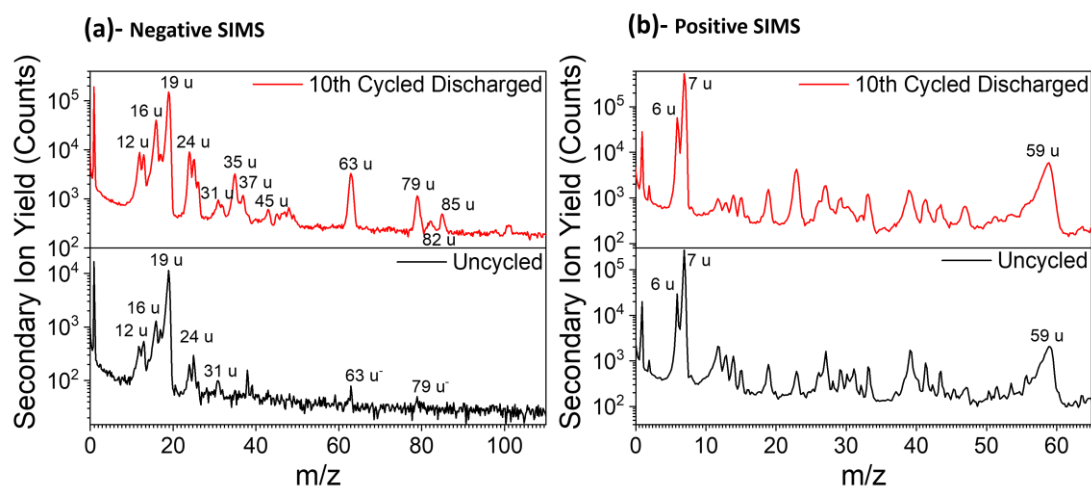 (a)- Negative SIMS
(b)- Positive SIMS
Secondary Ion Yield (Counts)
10⁵
10⁴
10³
10²
10th Cycled Discharged
12 u
16 u
19 u
24 u
31 u
35 u
37 u
45 u
63 u
79 u
82 u
85 u
10⁴
10³
10²
Uncycled
12 u
16 u
19 u
24 u
31 u
63 u⁻
79 u⁻
0 20 40 60 80 100
m/z
Secondary Ion Yield (Counts)
10⁵
10⁴
10³
10²
10th Cycled Discharged
6 u
7 u
59 u
10⁵
10⁴
10³
10²
Uncycled
6 u
7 u
59 u
0 10 20 30 40 50 60
m/z